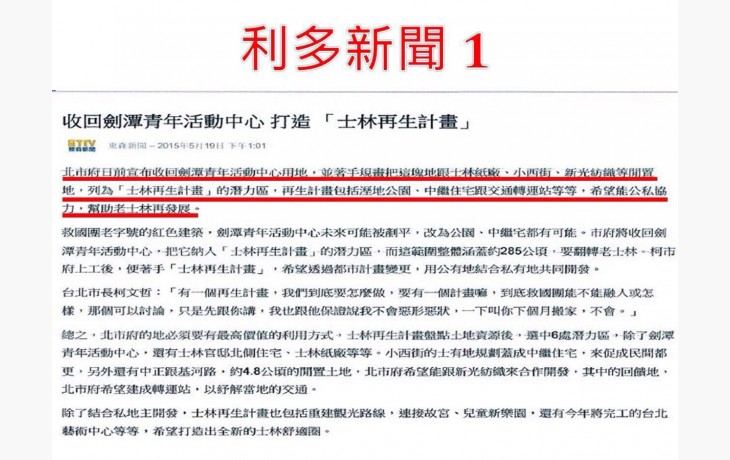 利多新聞 1
收回劍潭青年活動中心 打造 「士林再生計畫」
ETTV
東森新聞
東森新聞 – 2015年5月19日 下午1:01
北市府日前宣布收回劍潭青年活動中心用地，並著手規畫把這塊地跟士林紙廠、小西街、新光紡織等閒置
地，列為「士林再生計畫」的潛力區，再生計畫包括溼地公園、中繼住宅跟交通轉運站等等，希望能公私協
力，幫助老士林再發展。
救國團老字號的紅色建築，劍潭青年活動中心未來可能被剷平，改為公園、中繼宅都有可能。市府將收回劍
潭青年活動中心，把它納入「士林再生計畫」的潛力區，而這範圍整體涵蓋約285公頃，要翻轉老士林。柯市
府上工後，便著手「士林再生計畫」，希望透過都市計畫變更，用公有地結合私有地共同開發。
台北市長柯文哲：「有一個再生計畫，我們到底要怎麼做，要有一個計畫嘛，到底救國團能不能融人或怎
樣，那個可以討論，只是先跟你講，我也跟他保證說我不會惡形惡狀，一下叫你下個月搬家，不會。」
總之，北市府的地必須要有最高價值的利用方式，士林再生計畫盤點土地資源後，選中6處潛力區，除了劍潭
青年活動中心，還有士林官邸北側住宅、士林紙廠等等。小西街的士有地規劃蓋成中繼住宅，來促成民間都
更，另外還有中正跟基河路，約4.8公頃的閒置土地，北市府希望能跟新光紡織來合作開發，其中的回饋地，
北市府希望建成轉運站，以紓解當地的交通。
除了結合私地主開發，士林再生計畫也包括重建觀光路線，連接故宮、兒童新樂園，還有今年將完工的台北
藝術中心等等，希望打造出全新的士林舒適圈。